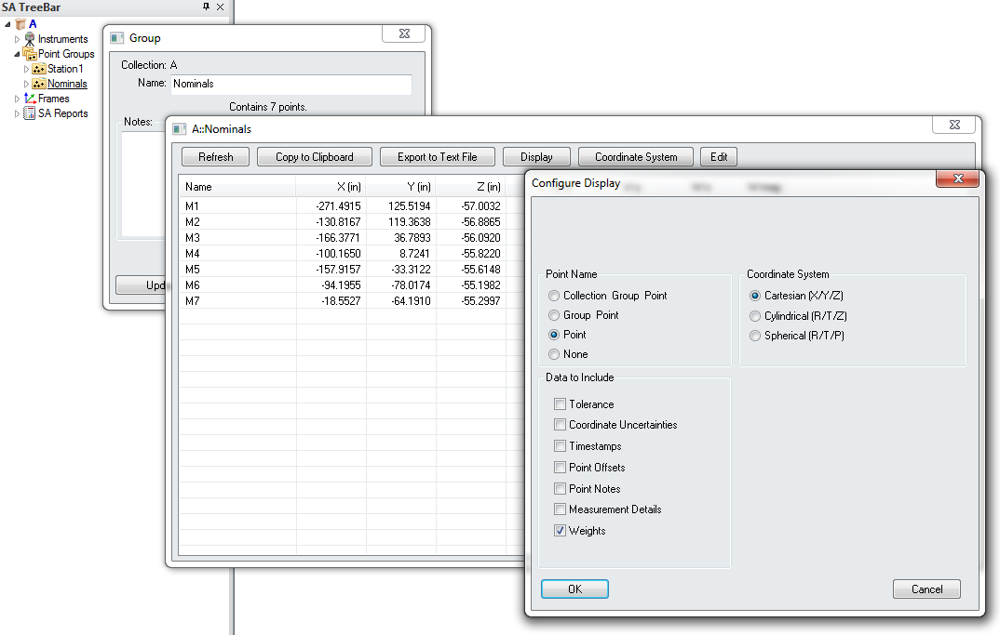 SA TreeBar
A
Instruments
Point Groups
Station1
Nominals
Frames
SA Reports
Group
Collection: A
Name: Nominals
Contains 7 points.
Notes:
A::Nominals
Refresh Copy to Clipboard Export to Text File Display Coordinate System Edit
Name X (in) Y (in) Z (in)
M1 -271.4915 125.5194 -57.0032
M2 -130.8167 119.3638 -56.8865
M3 -166.3771 36.7893 -56.0920
M4 -100.1650 8.7241 -55.8220
M5 -157.9157 -33.3122 -55.6148
M6 -94.1955 -78.0174 -55.1982
M7 -18.5527 -64.1910 -55.2997
Configure Display
Point Name
Collection Group Point
Group Point
Point
None
Coordinate System
Cartesian (X/Y/Z)
Cylindrical (R/T/Z)
Spherical (R/T/P)
Data to Include
Tolerance
Coordinate Uncertainties
Timestamps
Point Offsets
Point Notes
Measurement Details
Weights
OK Cancel